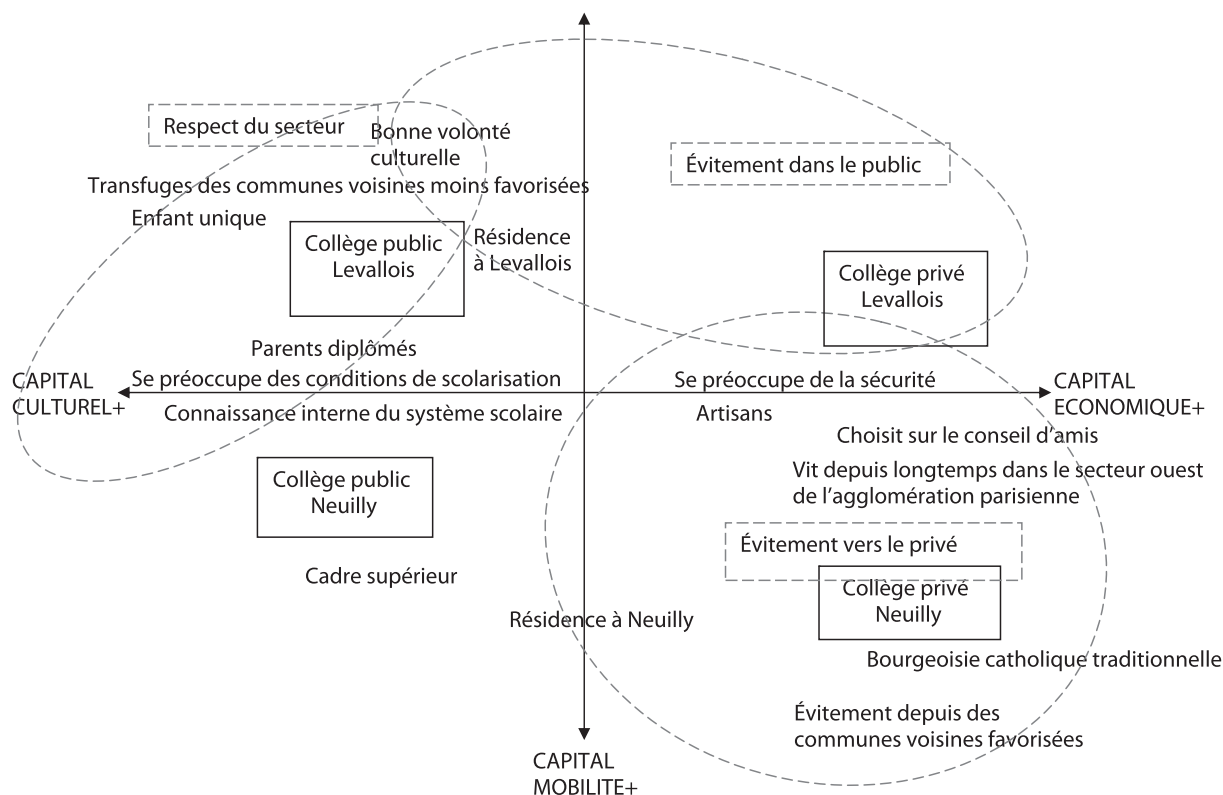 Respect du secteur
Bonne volonté
culturelle
Évitement dans le public
Transfuges des communes voisines moins favorisées
Enfant unique
Collège public
Levallois
Résidence
à Levallois
Collège privé
Levallois
Parents diplômés
CAPITAL
CULTUREL+
Se préoccupe des conditions de scolarisation
Se préoccupe de la sécurité
CAPITAL
ECONOMIQUE+
Connaissance interne du système scolaire
Artisans
Choisit sur le conseil d'amis
Vit depuis longtemps dans le secteur ouest
de l'agglomération parisienne
Collège public
Neuilly
Évitement vers le privé
Cadre supérieur
Collège privé
Neuilly
Résidence à Neuilly
Bourgeoisie catholique traditionnelle
Évitement depuis des
communes voisines favorisées
CAPITAL
MOBILITE+